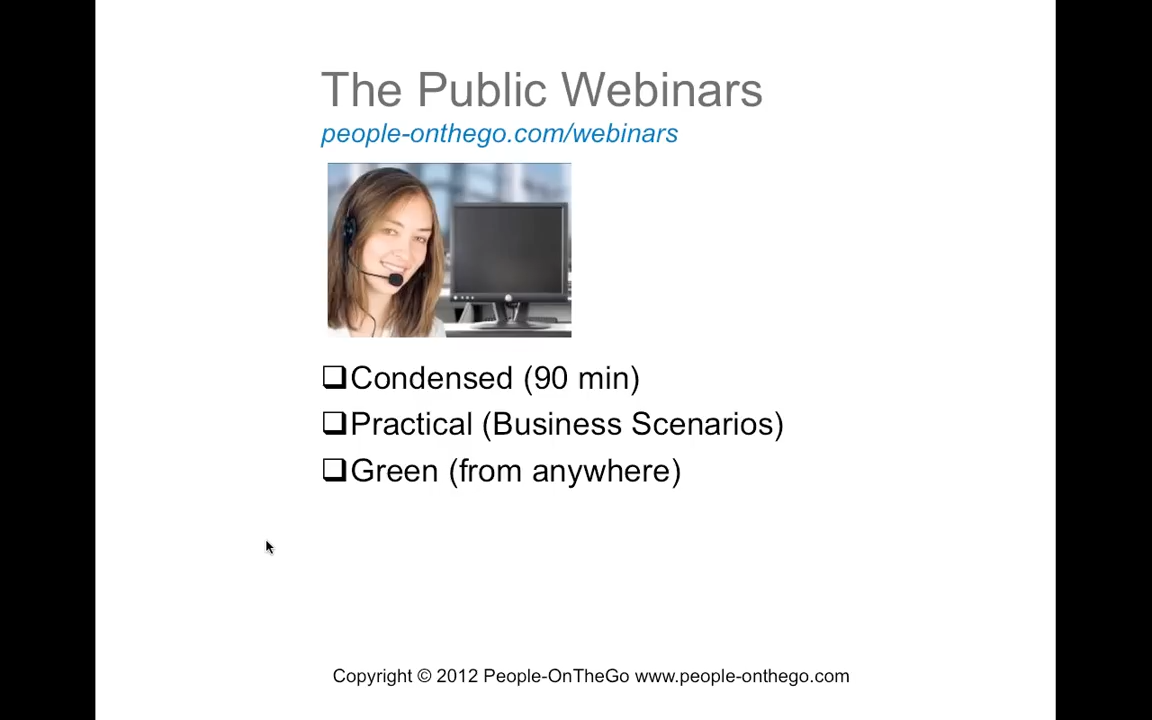 The Public Webinars
people-onthego.com/webinars
❑Condensed (90 min)
❑Practical (Business Scenarios)
❑Green (from anywhere)
Copyright © 2012 People-OnTheGo www.people-onthego.com